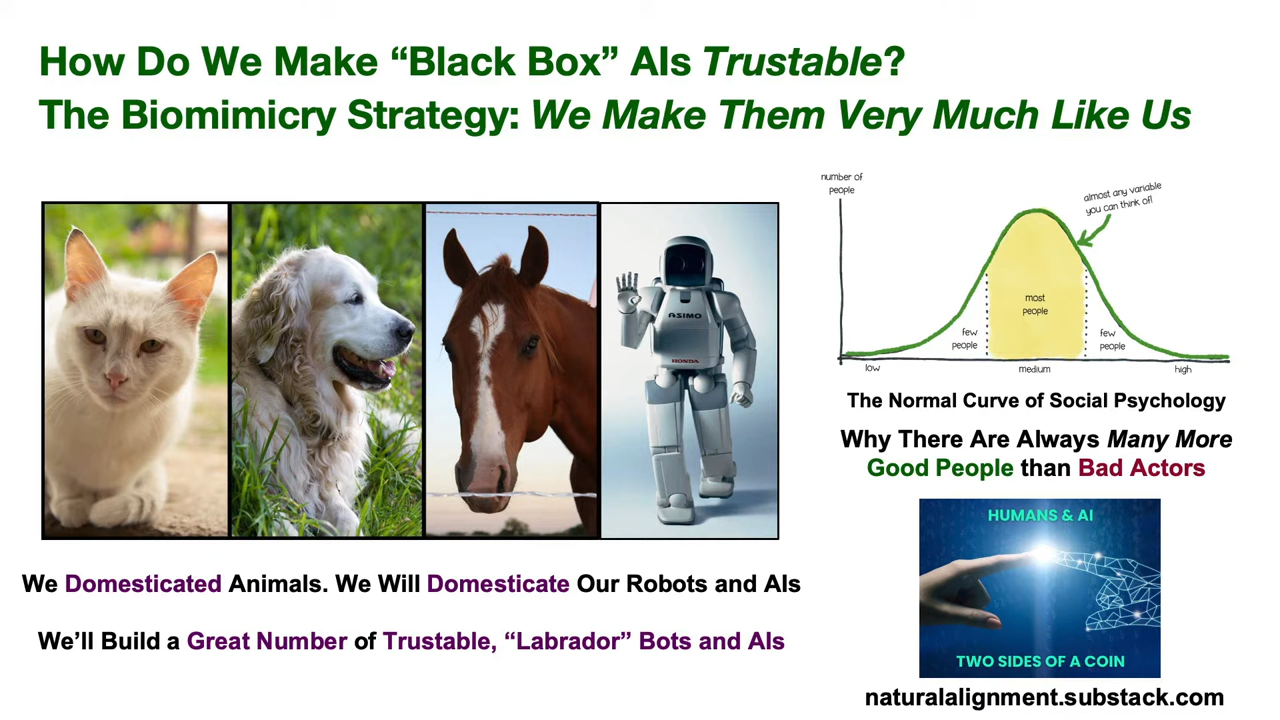 How Do We Make “Black Box” AIs Trustable?
The Biomimicry Strategy: We Make Them Very Much Like Us
number of
people
almost any variable
you can think of!
most
people
few
people
few
people
low
medium
high
ASIMO
HONDA
The Normal Curve of Social Psychology
Why There Are Always Many More
Good People than Bad Actors
HUMANS & AI
TWO SIDES OF A COIN
naturalalignment.substack.com
We Domesticated Animals. We Will Domesticate Our Robots and AIs
We’ll Build a Great Number of Trustable, “Labrador” Bots and AIs